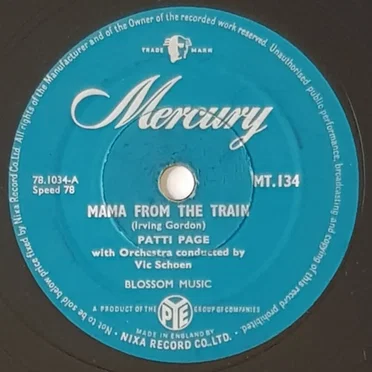 All rights of the Manufacturer and of the Owner of the recorded work reserved. Unauthorised public performance, broadcasting and copying of this record prohibited.
TRADE MARK
Mercury
78.1034-A
Speed 78
MT.134
MAMA FROM THE TRAIN
(Irving Gordon)
PATTI PAGE
with Orchestra conducted by
Vic Schoen
BLOSSOM MUSIC
A PRODUCT OF THE PYE GROUP OF COMPANIES
MADE IN ENGLAND BY
NIXA RECORD CO.LTD.
Not to be sold below price fixed by Nixa Record Co. Ltd.